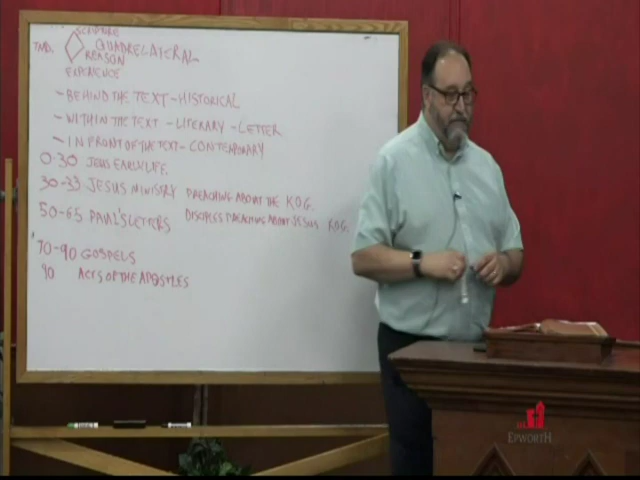 SCRIPTURE
TRAD. QUADRELATERAL
REASON
EXPERIENCE
- BEHIND THE TEXT - HISTORICAL
- WITHIN THE TEXT - LITERARY - LETTER
- IN FRONT OF THE TEXT - CONTEMPORARY
0-30 JESUS EARLY LIFE.
30-33 JESUS MINISTRY PREACHING ABOUT THE K.O.G.
50-65 PAUL'S LETTERS DISCIPLES PREACHING ABOUT JESUS K.O.G.
70-90 GOSPELS
90 ACTS OF THE APOSTLES
EPWORTH